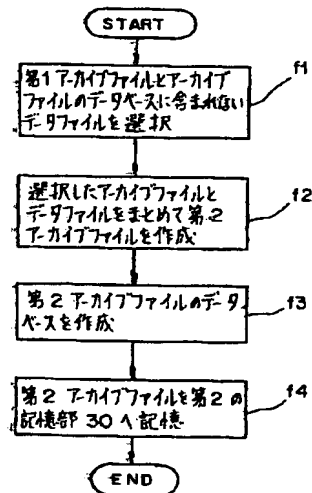 START
第1アーカイブファイルとアーカイブ
ファイルのデータベースに含まれない
データファイルを選択
f1
選択したアーカイブファイルと
データファイルをまとめて第2
アーカイブファイルを作成
f2
第2 アーカイブファイルのデータ
ベースを作成
f3
第2 アーカイブファイルを第2の
記憶部30へ記憶
f4
END